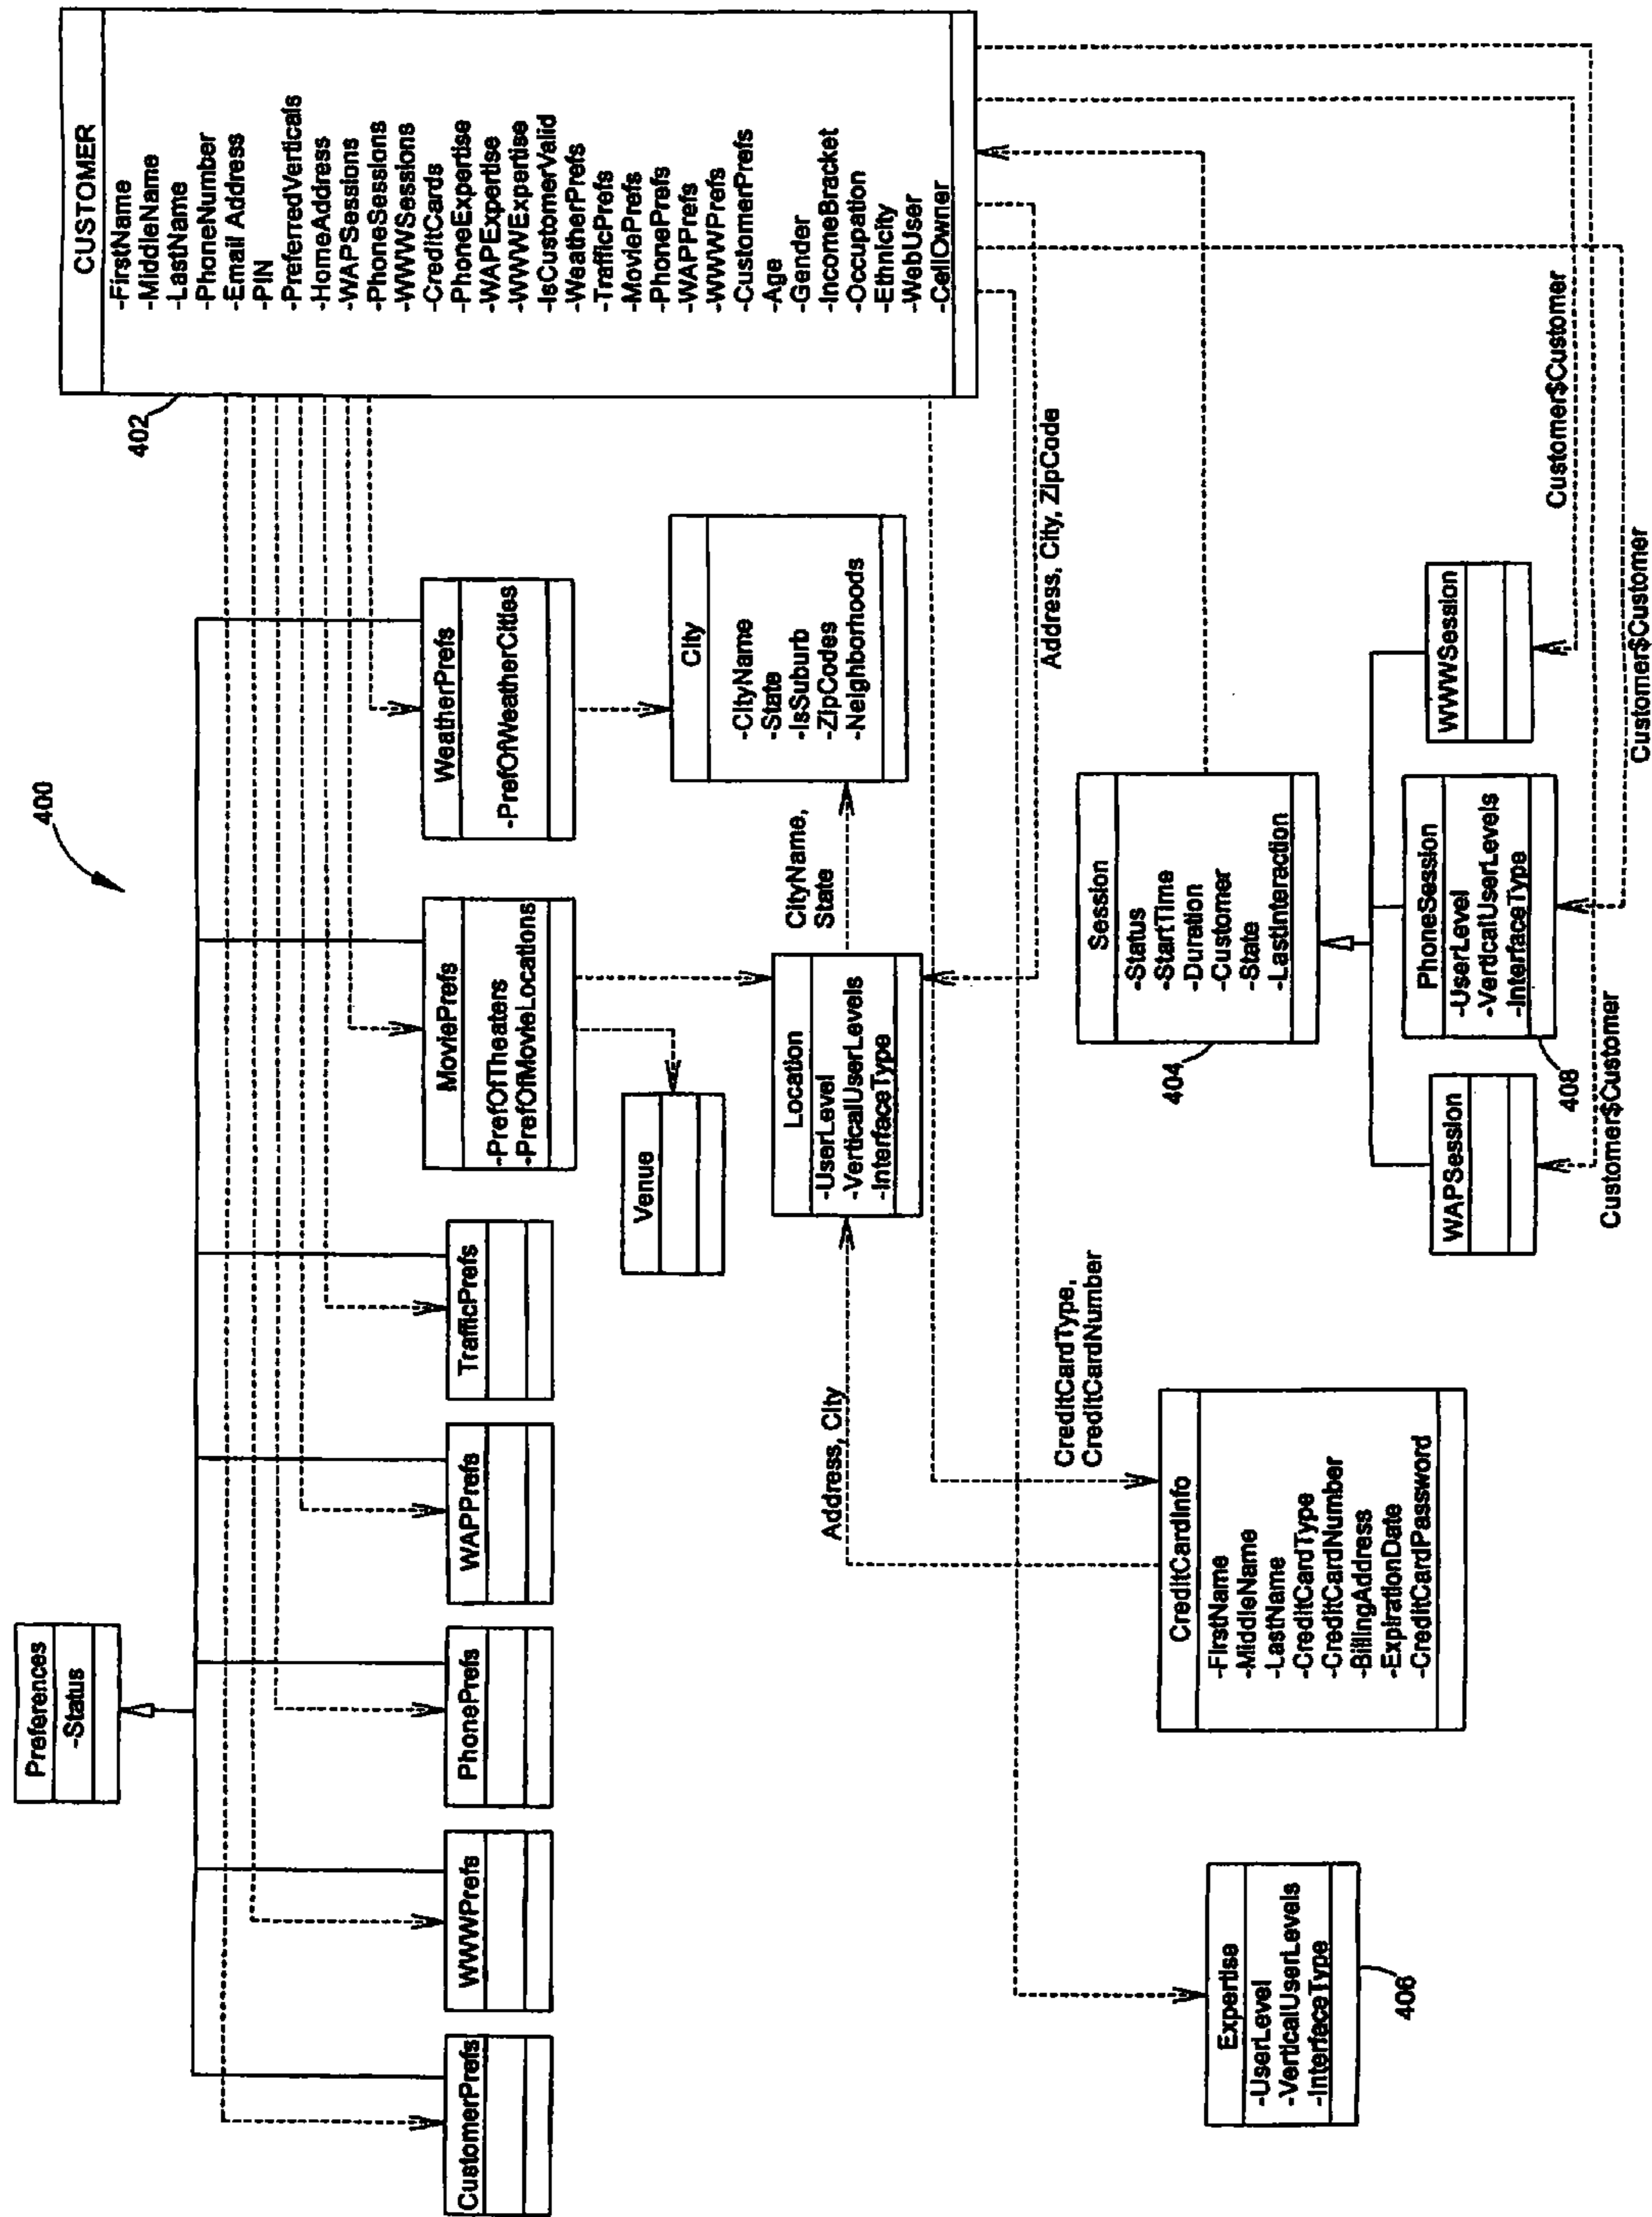 400
Preferences
-Status
CUSTOMER
-FirstName
-MiddleName
-LastName
-PhoneNumber
-Email Address
-PIN
-PreferredVerticals
-HomeAddress
-WAPSessions
-PhoneSessions
-WWWSessions
-CreditCards
-PhoneExpertise
-WAPExpertise
-WWWExpertise
-IsCustomerValid
-WeatherPrefs
-TrafficPrefs
-MoviePrefs
-PhonePrefs
-WAPPrefs
-WWWPrefs
-CustomerPrefs
-Age
-Gender
-IncomeBracket
-Occupation
-Ethnicity
-WebUser
-CellOwner
402
CustomerPrefs
WWWPrefs
PhonePrefs
WAPPrefs
TrafficPrefs
MoviePrefs
-PrefOfTheaters
-PrefOfMovieLocations
WeatherPrefs
-PrefOfWeatherCities
Venue
City
-CityName
-State
-IsSuburb
-ZipCodes
-Neighborhoods
Location
-UserLevel
-VerticalUserLevels
-InterfaceType
CityName,
State
Address, City
Address, City, ZipCode
CreditCardType,
CreditCardNumber
Expertise
-UserLevel
-VerticalUserLevels
-InterfaceType
406
CreditCardInfo
-FirstName
-MiddleName
-LastName
-CreditCardType
-CreditCardNumber
-BillingAddress
-ExpirationDate
-CreditCardPassword
Session
-Status
-StartTime
-Duration
-Customer
-State
-LastInteraction
404
WAPSession
PhoneSession
-UserLevel
-VerticalUserLevels
-InterfaceType
408
WWWSession
Customer$Customer
Customer$Customer
Customer$Customer